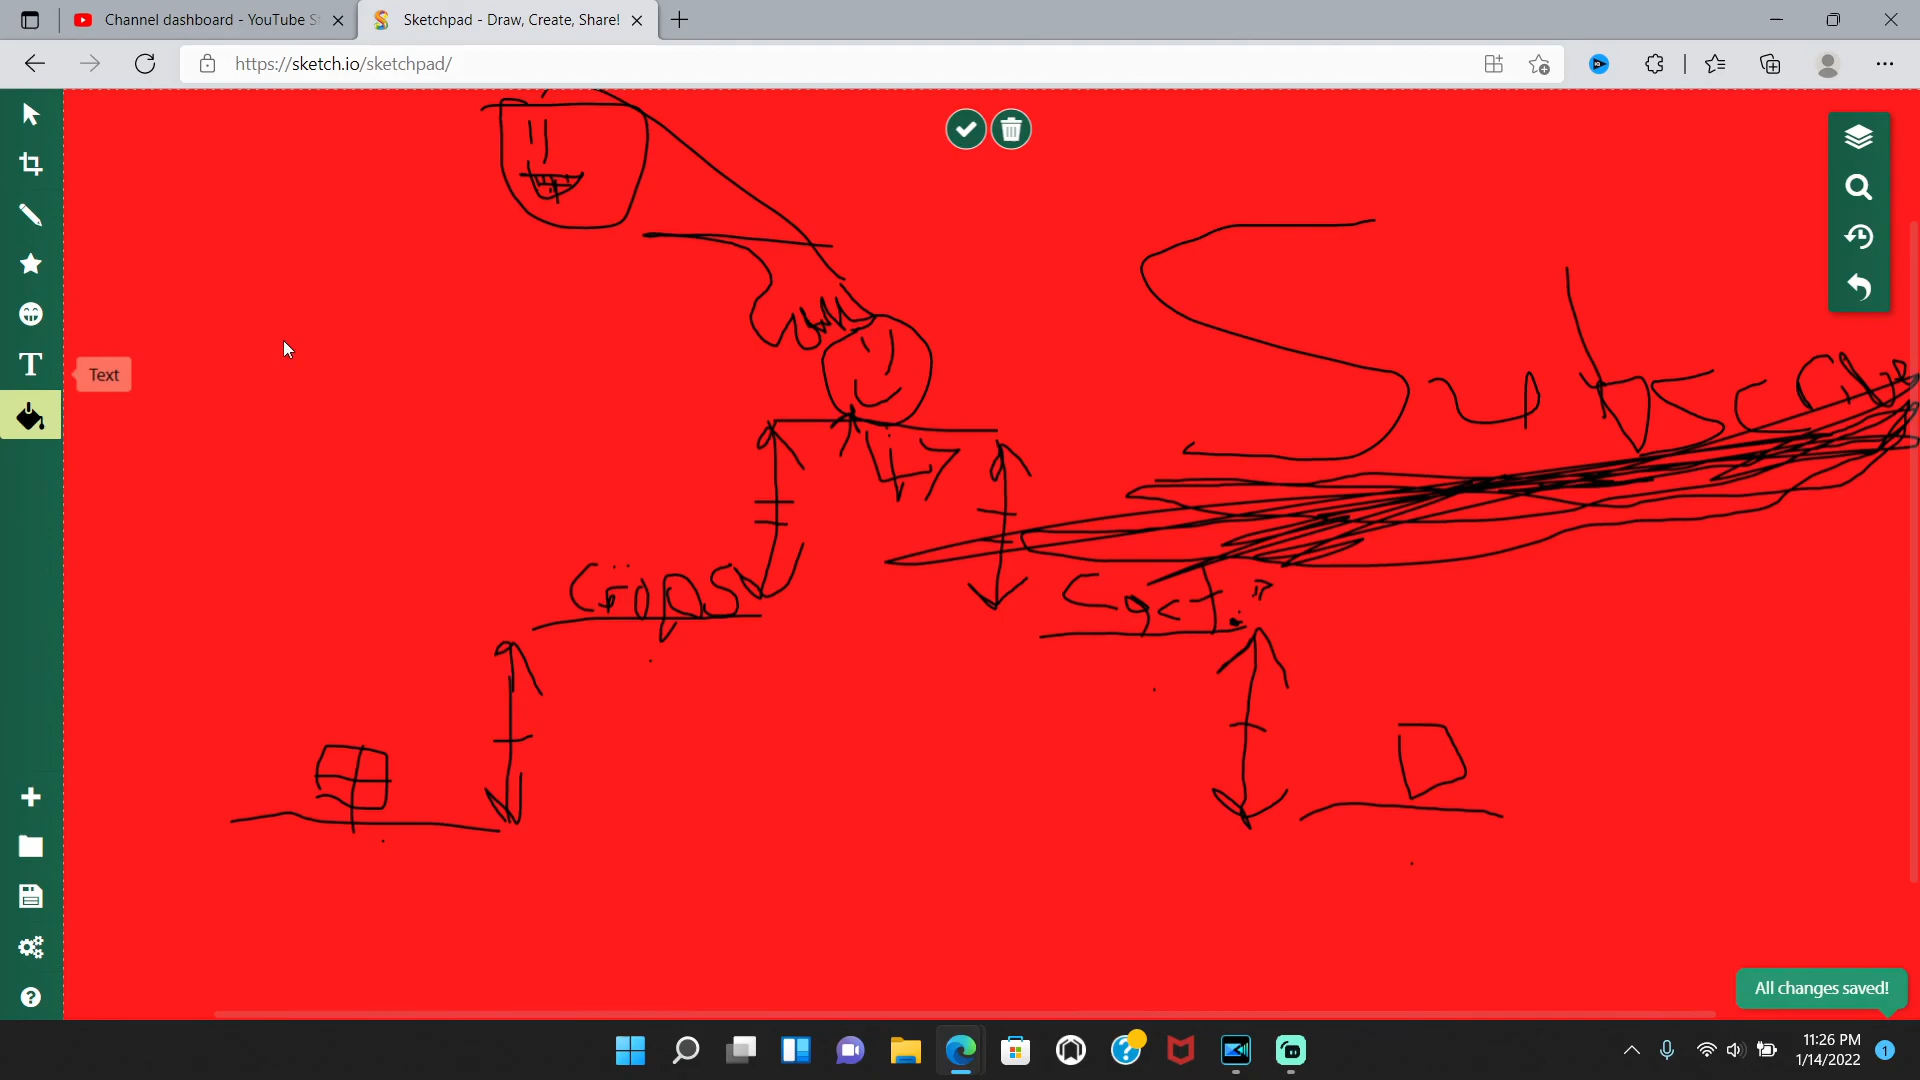 Channel dashboard - YouTube S
Sketchpad - Draw, Create, Share!
https://sketch.io/sketchpad/
T
Text
All changes saved!
11:26 PM
1/14/2022
1